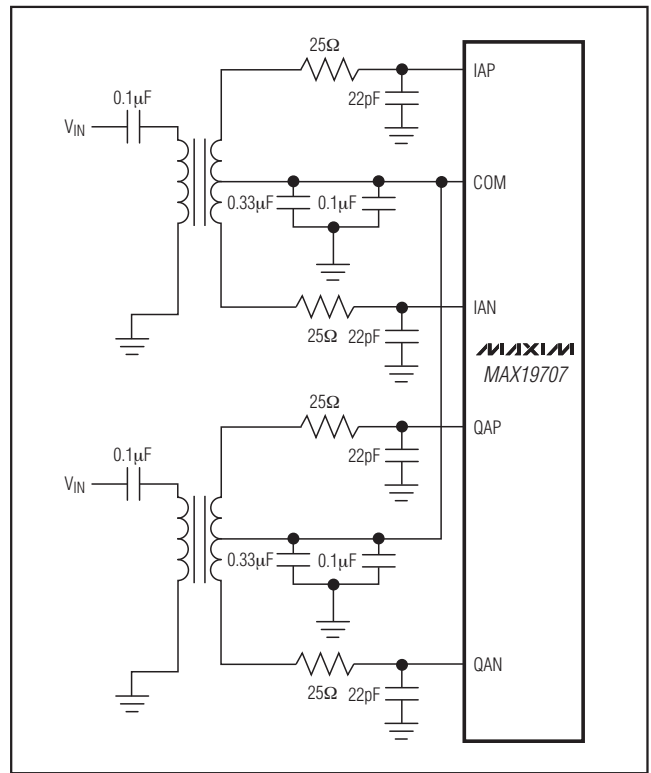 25Ω
IAP
0.1μF
22pF
VIN
COM
0.33μF 0.1μF
IAN
25Ω 22pF
MAXIM
MAX19707
25Ω
QAP
0.1μF
22pF
VIN
0.33μF 0.1μF
QAN
25Ω 22pF